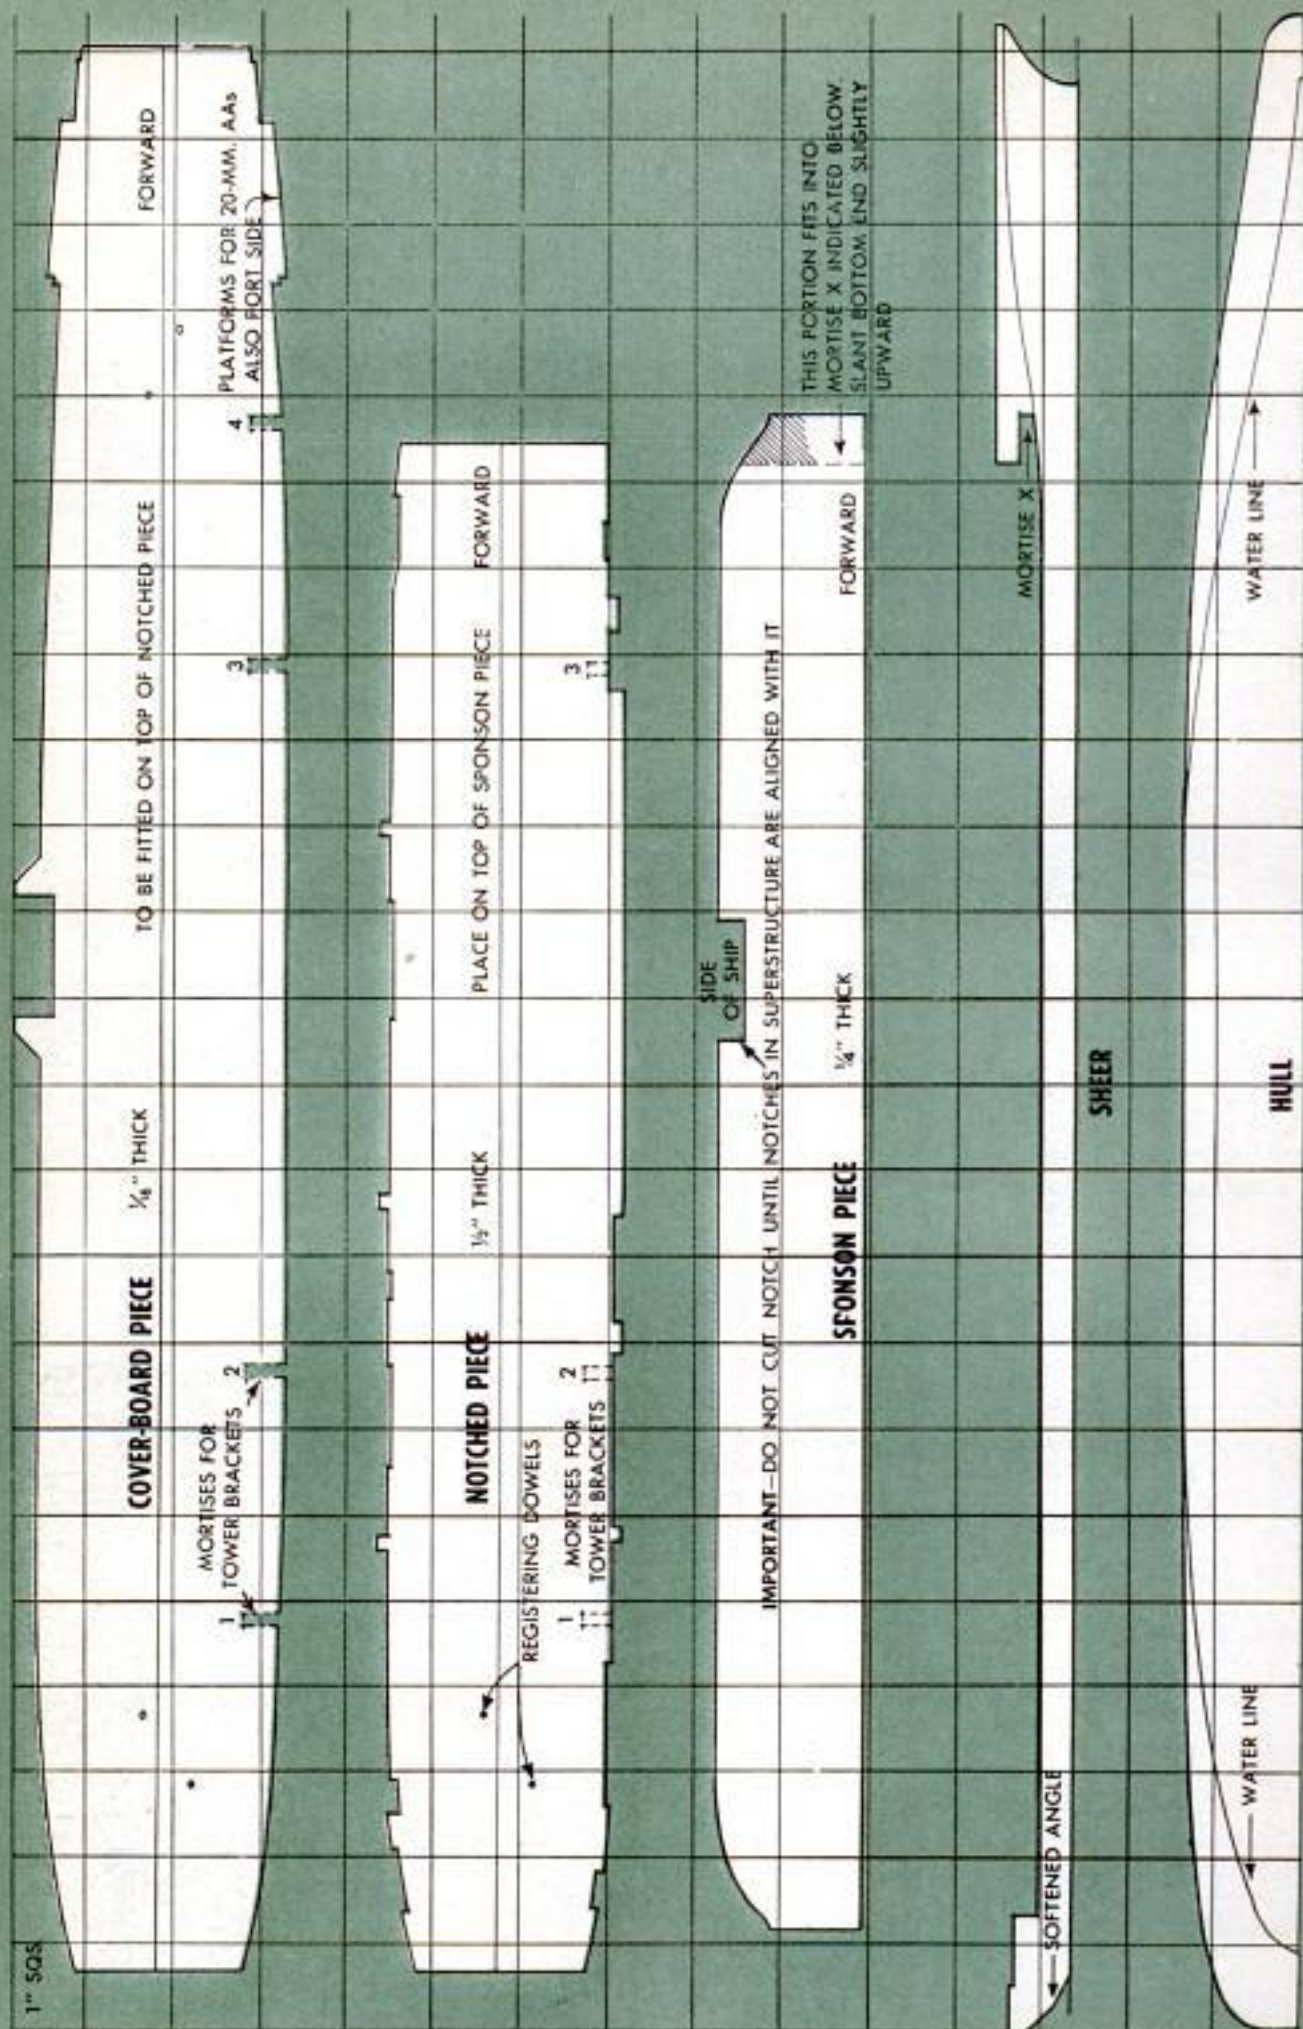 1" SQS.
COVER-BOARD PIECE
1/16" THICK
TO BE FITTED ON TOP OF NOTCHED PIECE
FORWARD
MORTISES FOR
TOWER BRACKETS
1
2
3
4
PLATFORMS FOR 20-MM. AAs
ALSO PORT SIDE
NOTCHED PIECE
½" THICK
PLACE ON TOP OF SPONSON PIECE
FORWARD
REGISTERING DOWELS
MORTISES FOR
TOWER BRACKETS
1
2
3
SIDE
OF SHIP
IMPORTANT—DO NOT CUT NOTCH UNTIL NOTCHES IN SUPERSTRUCTURE ARE ALIGNED WITH IT
SPONSON PIECE
¼" THICK
FORWARD
THIS PORTION FITS INTO
MORTISE X INDICATED BELOW.
SLANT BOTTOM END SLIGHTLY
UPWARD
MORTISE X
SOFTENED ANGLE
SHEER
WATER LINE
WATER LINE
HULL